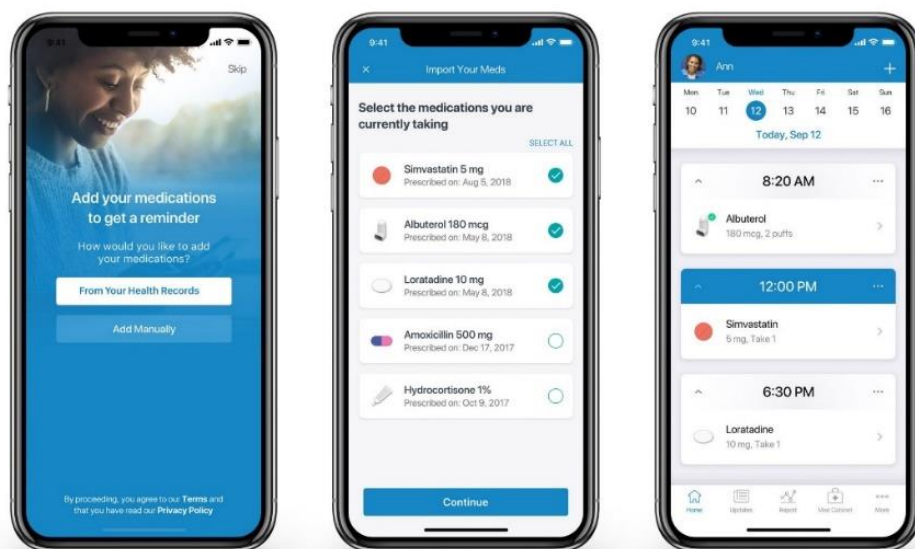 9:41
Skip
Add your medications
to get a reminder
How would you like to add
your medications?
From Your Health Records
Add Manually
By proceeding, you agree to our Terms and
that you have read our Privacy Policy
9:41
Import Your Meds
Select the medications you are
currently taking
SELECT ALL
Simvastatin 5 mg
Prescribed on: Aug 5, 2018
Albuterol 180 mcg
Prescribed on: May 8, 2018
Loratadine 10 mg
Prescribed on: May 8, 2018
Amoxicillin 500 mg
Prescribed on: Dec 17, 2017
Hydrocortisone 1%
Prescribed on: Oct 9, 2017
Continue
9:41
Ann
Mon Tue Wed Thu Fri Sat Sun
10 11 12 13 14 15 16
Today, Sep 12
8:20 AM
Albuterol
180 mcg, 2 puffs
12:00 PM
Simvastatin
5 mg, Take 1
6:30 PM
Loratadine
10 mg, Take 1
Home Updates Report Med Cabinet More